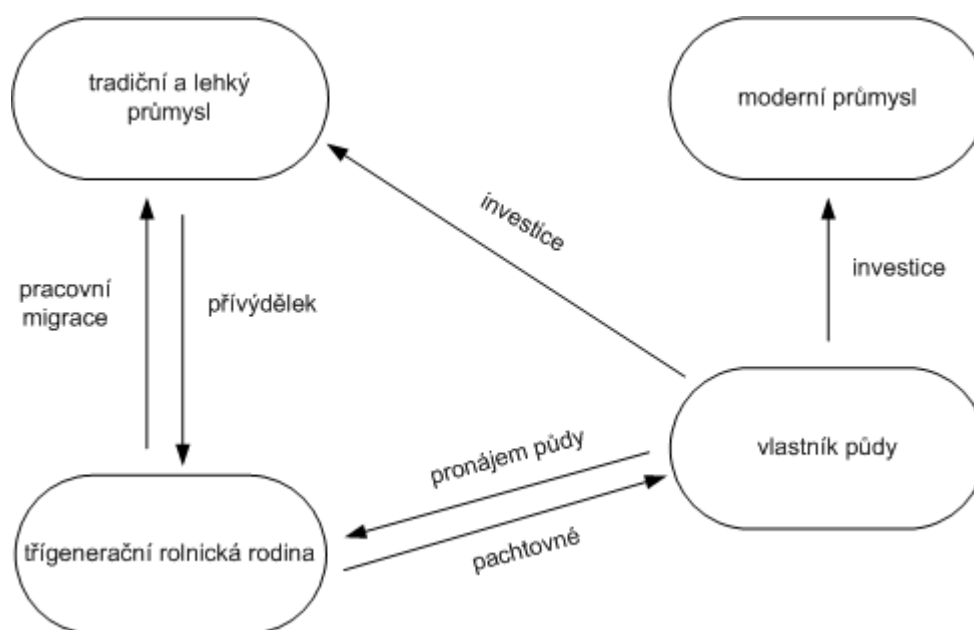 tradiční a lehký
průmysl
moderní průmysl
investice
investice
pracovní
migrace
přívýdělek
pronájem půdy
vlastník půdy
pachtovné
třígenerační rolnická rodina